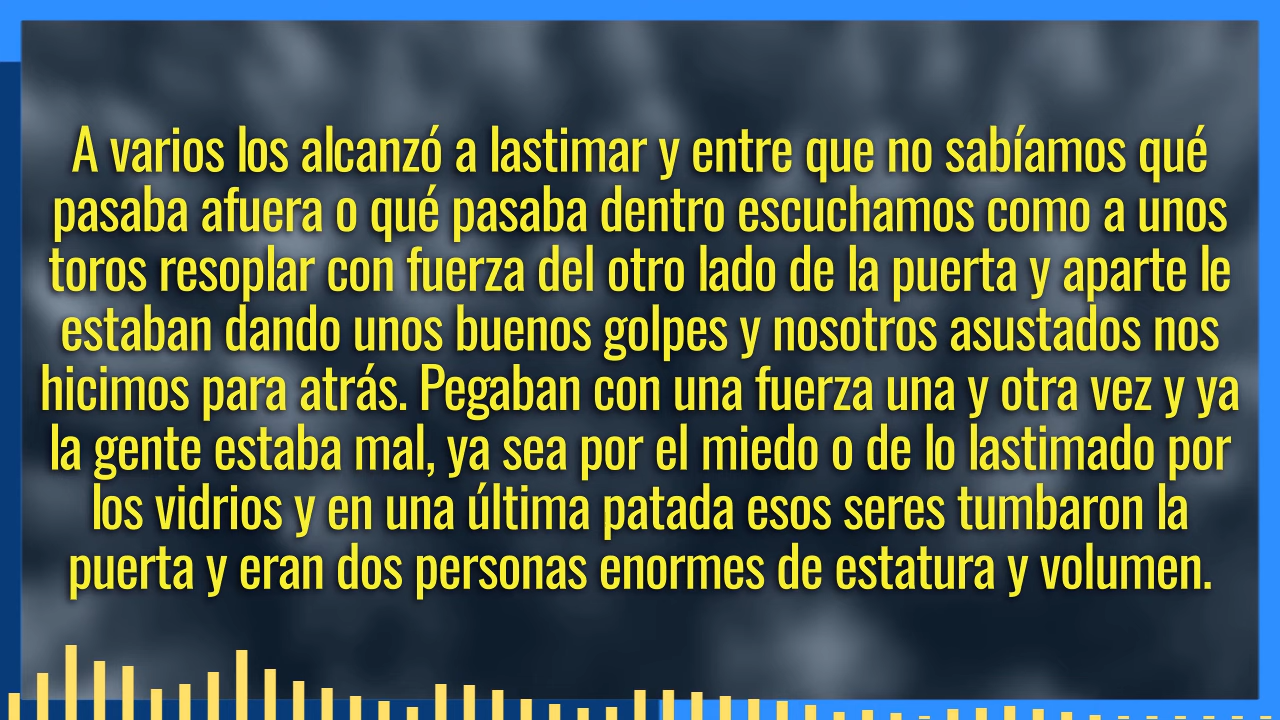 A varios los alcanzó a lastimar y entre que no sabíamos qué
pasaba afuera o qué pasaba dentro escuchamos como a unos
toros resoplar con fuerza del otro lado de la puerta y aparte le
estaban dando unos buenos golpes y nosotros asustados nos
hicimos para atrás. Pegaban con una fuerza una y otra vez y ya
la gente estaba mal, ya sea por el miedo o de lo lastimado por
los vidrios y en una última patada esos seres tumbaron la
puerta y eran dos personas enormes de estatura y volumen.